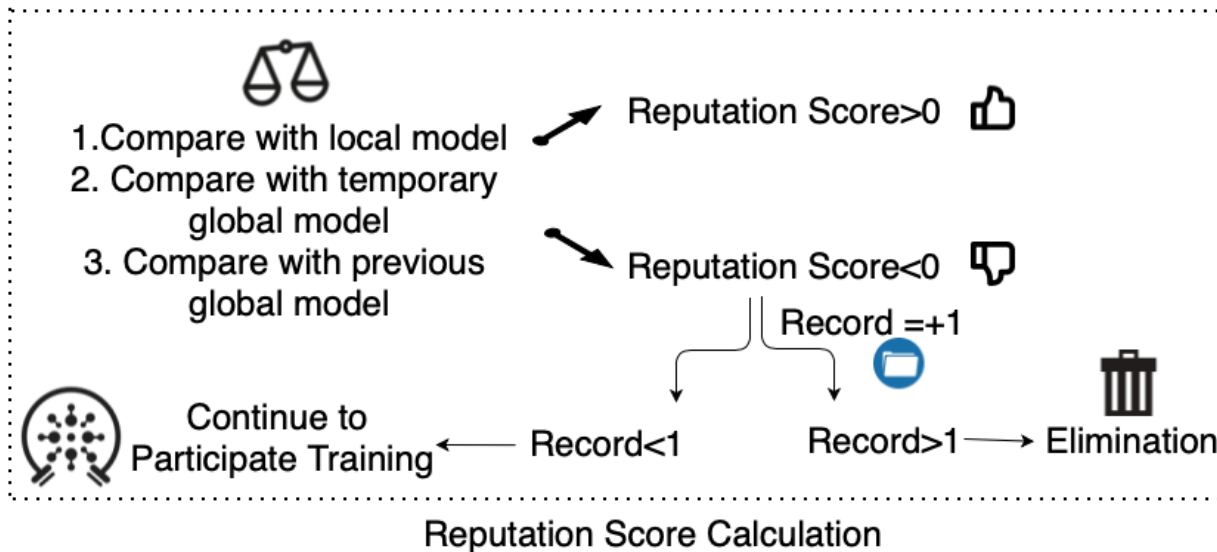 1.Compare with local model
2. Compare with temporary
global model
3. Compare with previous
global model
Reputation Score>0
Reputation Score<0
Record =+1
Continue to
Participate Training
Record<1
Record>1
Elimination
Reputation Score Calculation